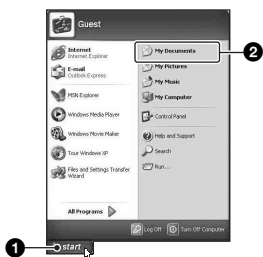 Guest
Internet
Internet Explorer
E-mail
Outlook Express
MSN Explorer
Windows Media Player
Windows Movie Maker
Tour Windows XP
Files and Settings Transfer
Wizard
All Programs
My Documents
My Pictures
My Music
My Computer
Control Panel
Help and Support
Search
Run...
Log Off
Turn Off Computer
start
1
2